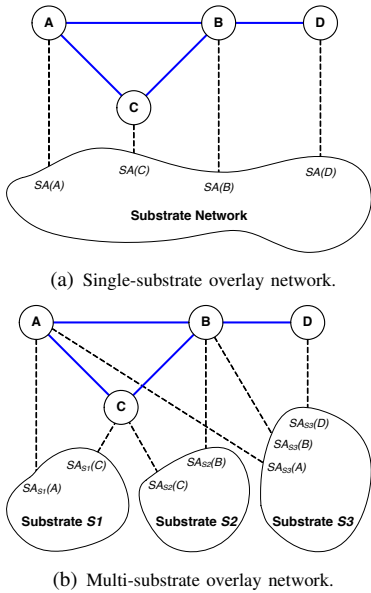 A B D
C
SA(A) SA(C) SA(B) SA(D)
Substrate Network
(a) Single-substrate overlay network.
A B D
C
SA_S3(D)
SA_S3(B)
SA_S1(C) SA_S2(B) SA_S3(A)
SA_S1(A) SA_S2(C)
Substrate S1 Substrate S2 Substrate S3
(b) Multi-substrate overlay network.